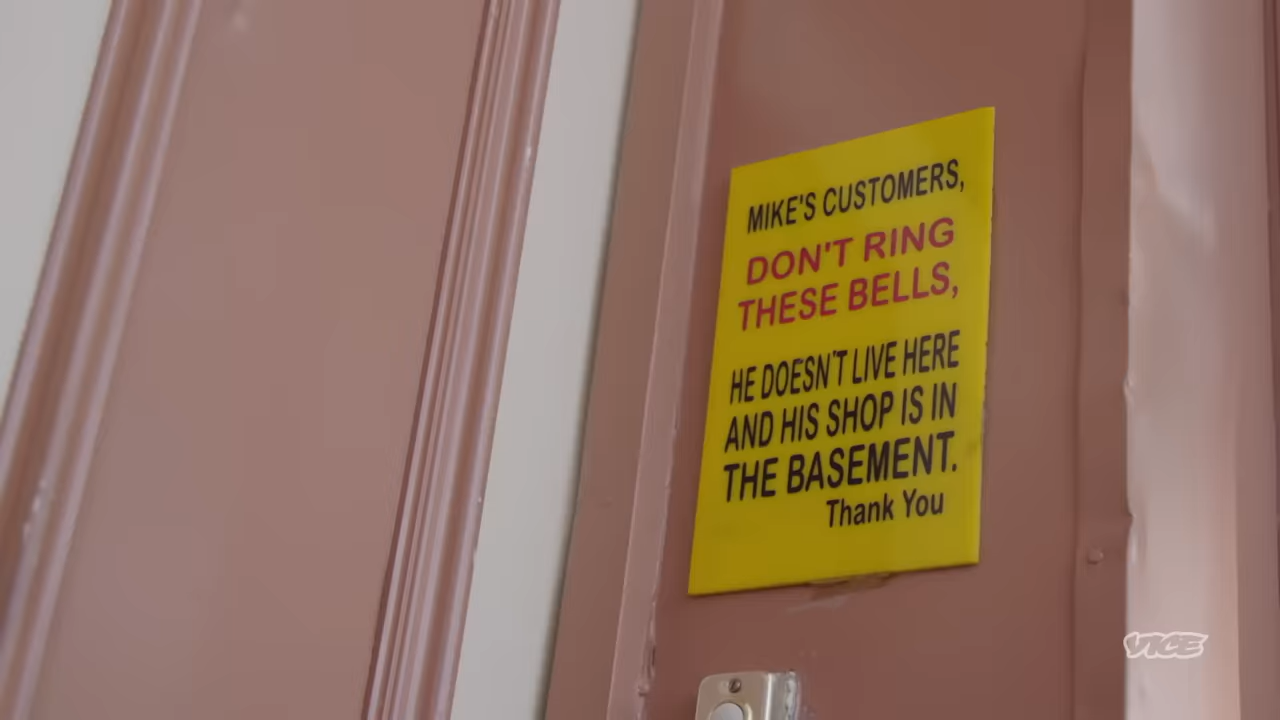 MIKE'S CUSTOMERS,
DON'T RING
THESE BELLS,
HE DOESN'T LIVE HERE
AND HIS SHOP IS IN
THE BASEMENT.
Thank You
VICE